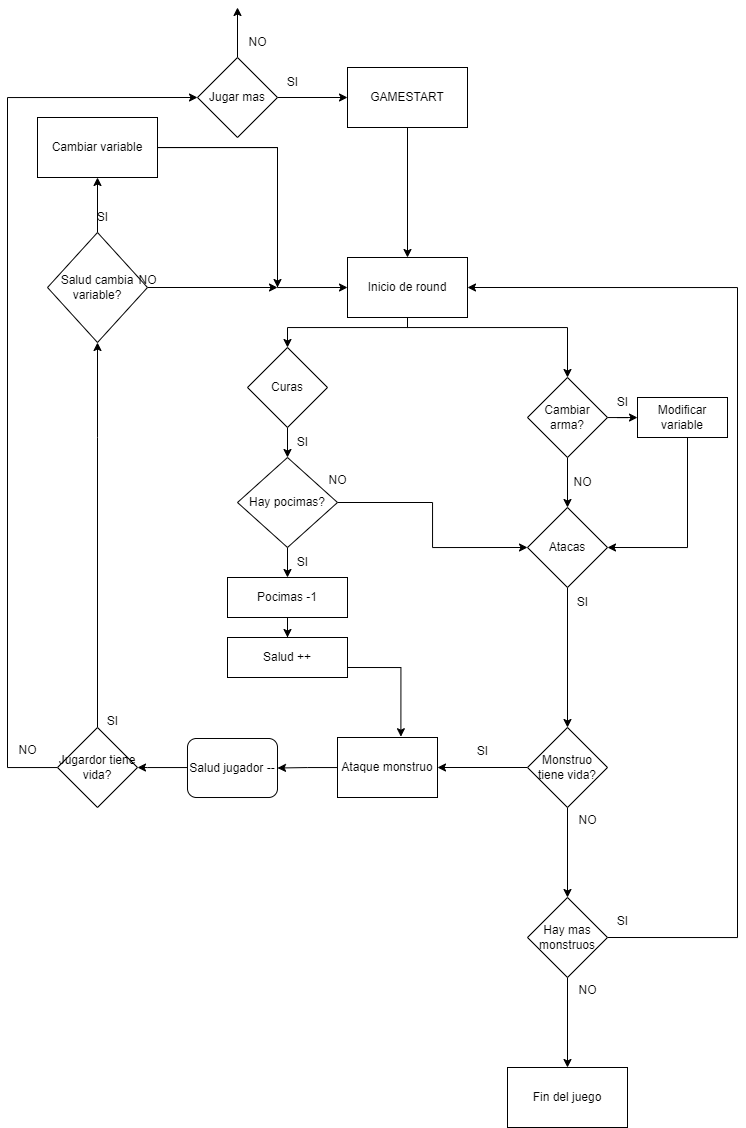 NO
Jugar mas
SI
GAMESTART
Cambiar variable
SI
Salud cambia
variable?
NO
Inicio de round
Curas
SI
Cambiar
arma?
SI
Modificar
variable
NO
Hay pocimas?
NO
SI
Atacas
SI
Pocimas -1
Salud ++
SI
NO
Jugardor tiene
vida?
Salud jugador --
Ataque monstruo
SI
Monstruo
tiene vida?
NO
Hay mas
monstruos
SI
NO
Fin del juego